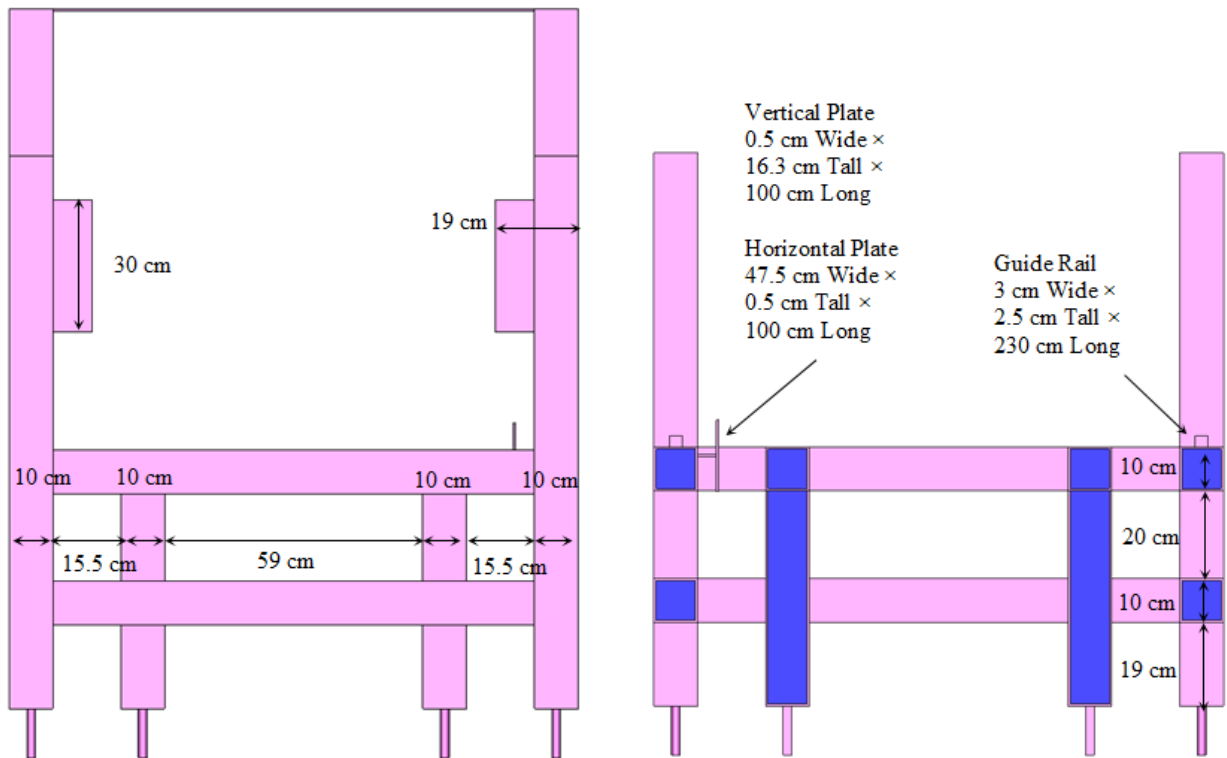 19 cm
30 cm
10 cm
10 cm
10 cm
10 cm
15.5 cm
59 cm
15.5 cm
Vertical Plate
0.5 cm Wide ×
16.3 cm Tall ×
100 cm Long
Horizontal Plate
47.5 cm Wide ×
0.5 cm Tall ×
100 cm Long
Guide Rail
3 cm Wide ×
2.5 cm Tall ×
230 cm Long
10 cm
20 cm
10 cm
19 cm